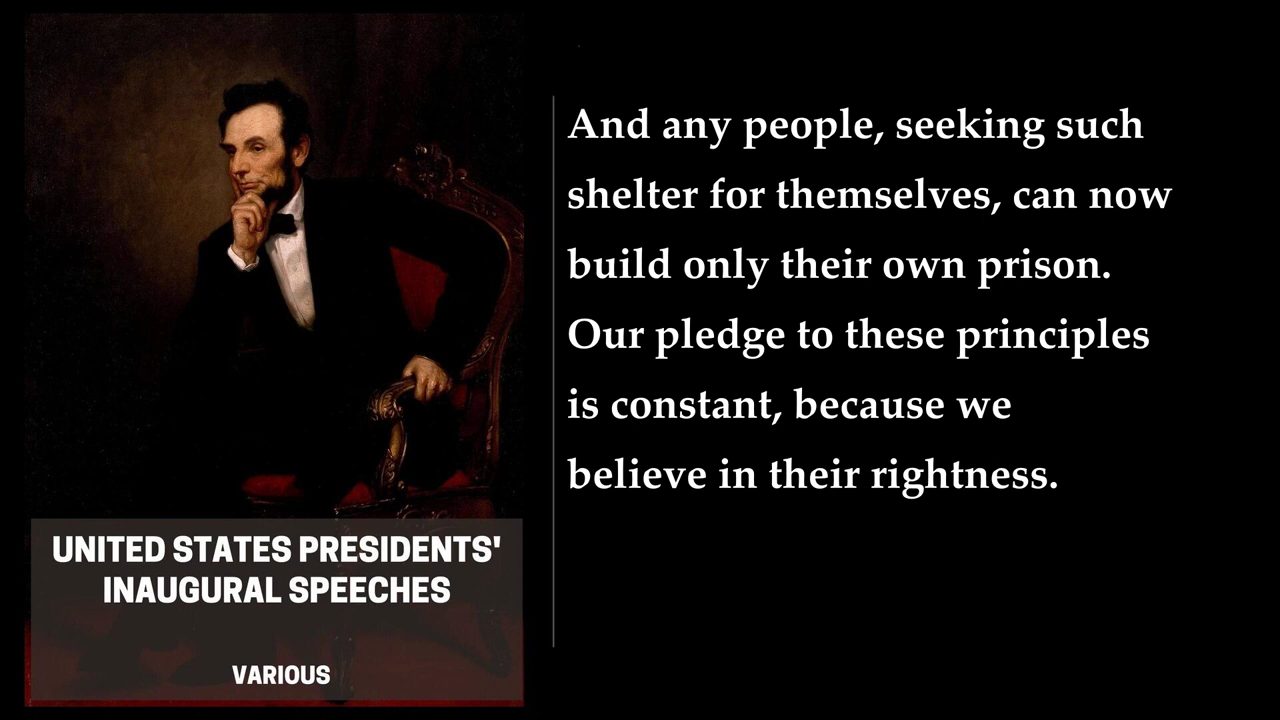 And any people, seeking such
shelter for themselves, can now
build only their own prison.
Our pledge to these principles
is constant, because we
believe in their rightness.
UNITED STATES PRESIDENTS'
INAUGURAL SPEECHES
VARIOUS